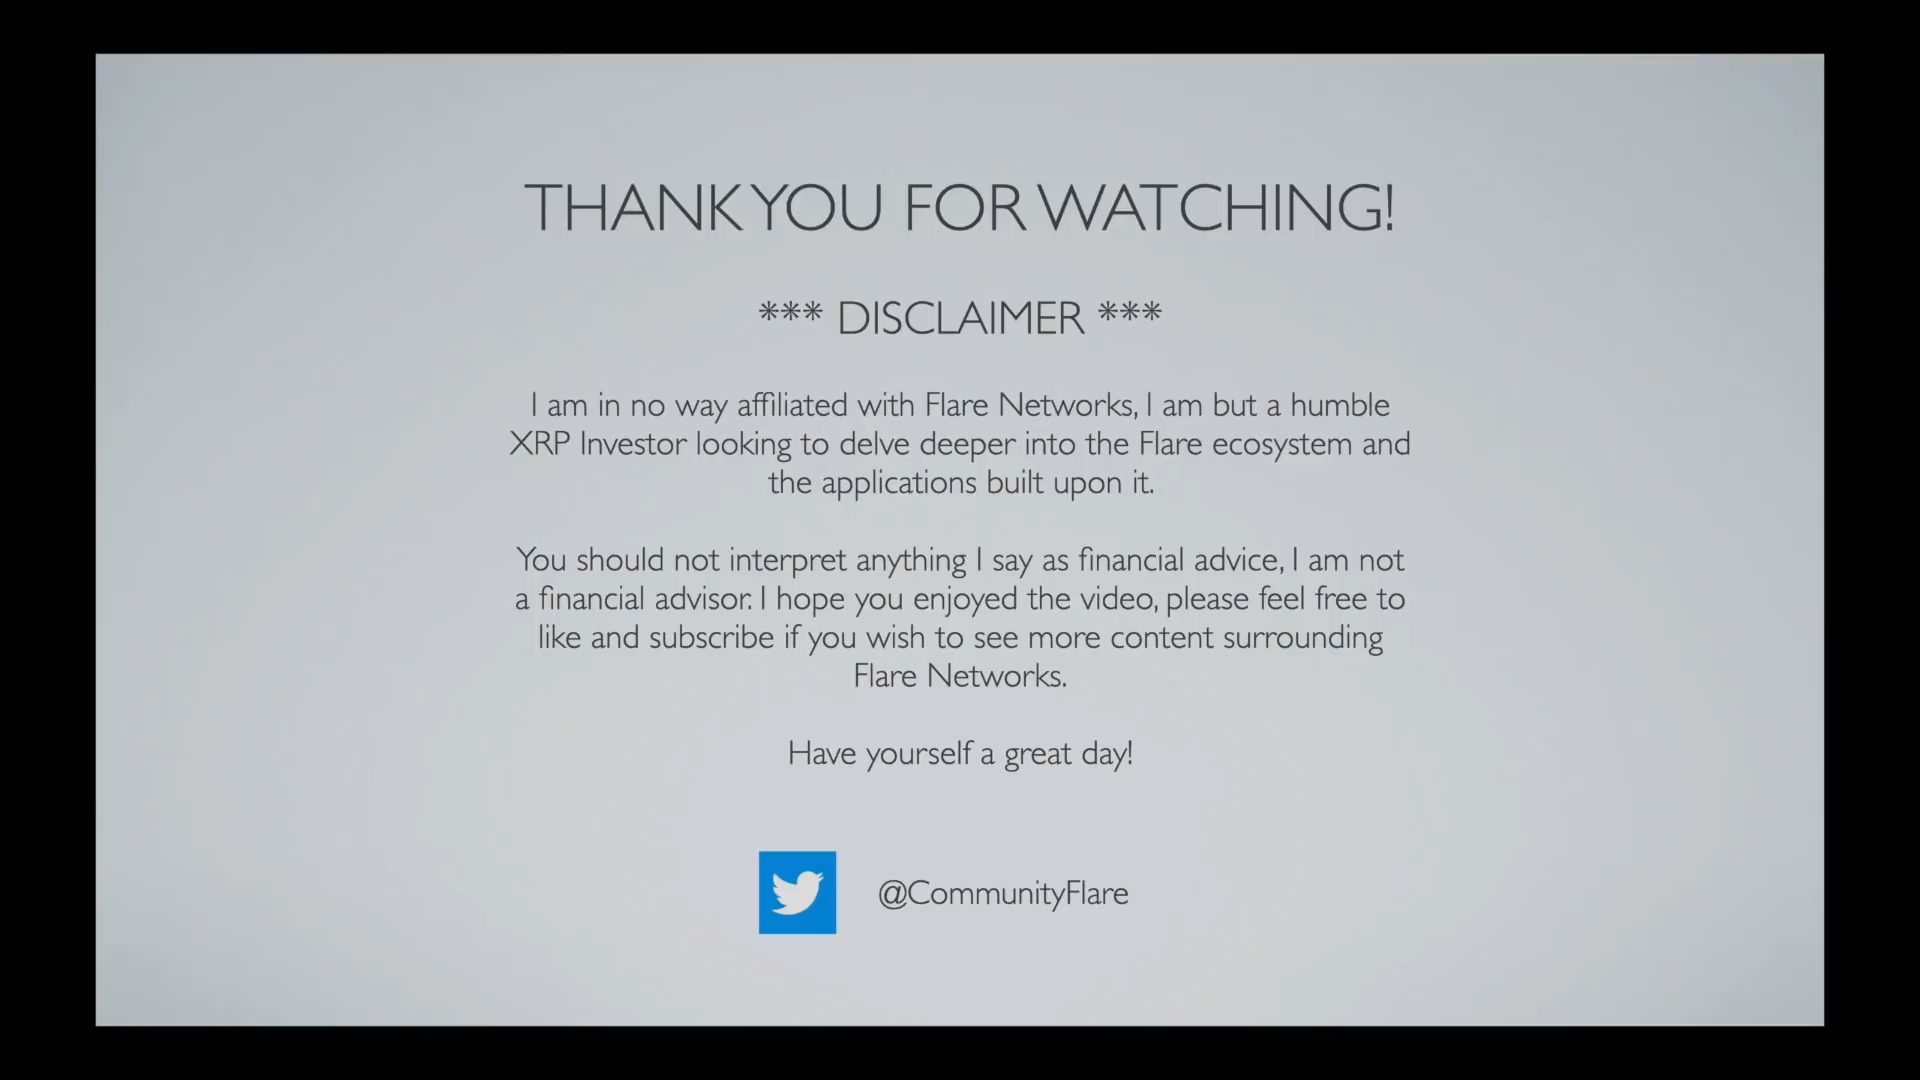 THANK YOU FOR WATCHING!
*** DISCLAIMER ***
I am in no way affiliated with Flare Networks, I am but a humble
XRP Investor looking to delve deeper into the Flare ecosystem and
the applications built upon it.
You should not interpret anything I say as financial advice, I am not
a financial advisor. I hope you enjoyed the video, please feel free to
like and subscribe if you wish to see more content surrounding
Flare Networks.
Have yourself a great day!
@CommunityFlare